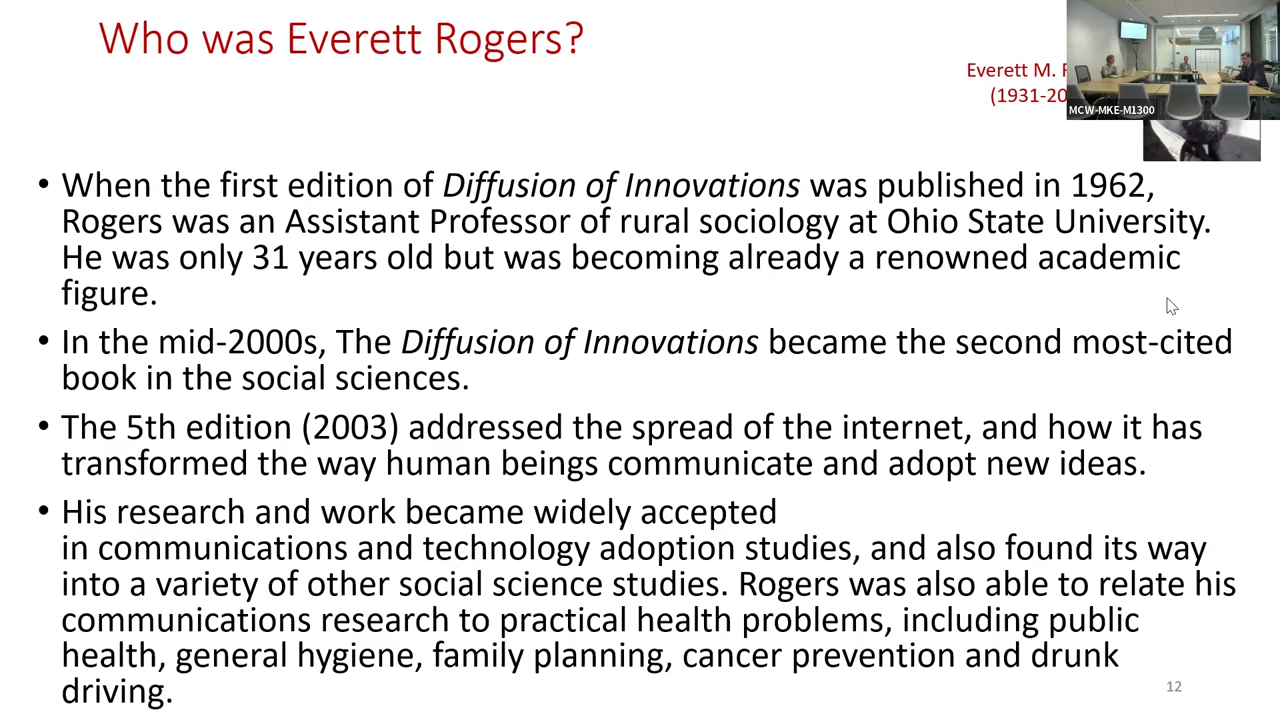 Who was Everett Rogers?
Everett M.
(1931-20
MCW-MKE-M1300
• When the first edition of Diffusion of Innovations was published in 1962,
Rogers was an Assistant Professor of rural sociology at Ohio State University.
He was only 31 years old but was becoming already a renowned academic
figure.
• In the mid-2000s, The Diffusion of Innovations became the second most-cited
book in the social sciences.
• The 5th edition (2003) addressed the spread of the internet, and how it has
transformed the way human beings communicate and adopt new ideas.
• His research and work became widely accepted
in communications and technology adoption studies, and also found its way
into a variety of other social science studies. Rogers was also able to relate his
communications research to practical health problems, including public
health, general hygiene, family planning, cancer prevention and drunk
driving.
12